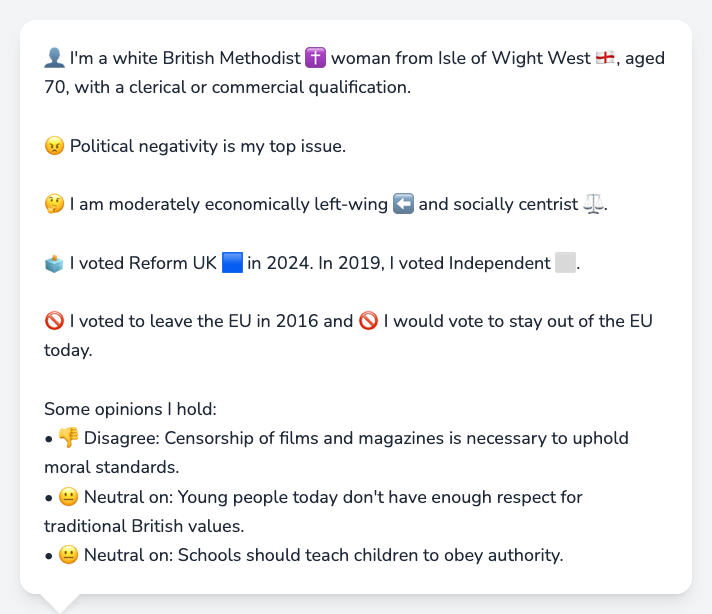 👤 I'm a white British Methodist ✝️ woman from Isle of Wight West 🏴󠁧󠁢󠁥󠁮󠁧󠁿, aged
70, with a clerical or commercial qualification.
😠 Political negativity is my top issue.
🤔 I am moderately economically left-wing ⬅️ and socially centrist ⚖️.
🗳️ I voted Reform UK 🟦 in 2024. In 2019, I voted Independent ⬜.
🚫 I voted to leave the EU in 2016 and 🚫 I would vote to stay out of the EU
today.
Some opinions I hold:
• 👎 Disagree: Censorship of films and magazines is necessary to uphold
moral standards.
• 😐 Neutral on: Young people today don't have enough respect for
traditional British values.
• 😐 Neutral on: Schools should teach children to obey authority.